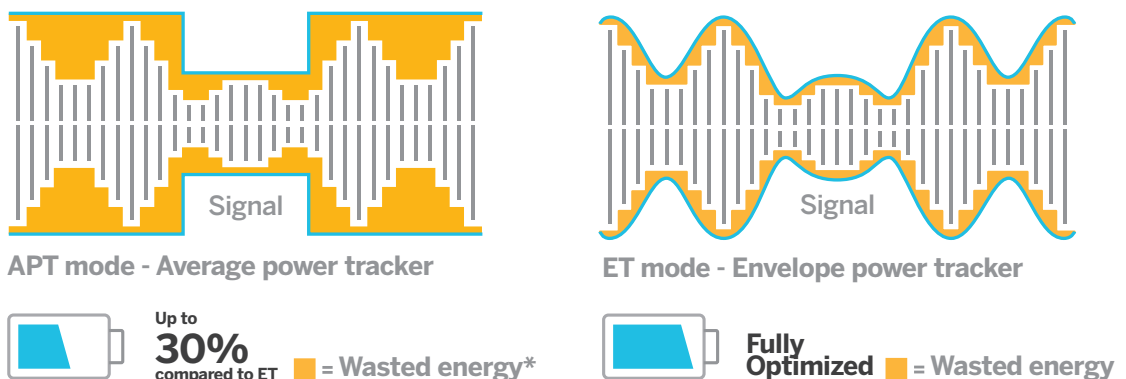 Signal
Signal
APT mode - Average power tracker
ET mode - Envelope power tracker
Up to
30%
compared to ET
= Wasted energy*
Fully
Optimized
= Wasted energy